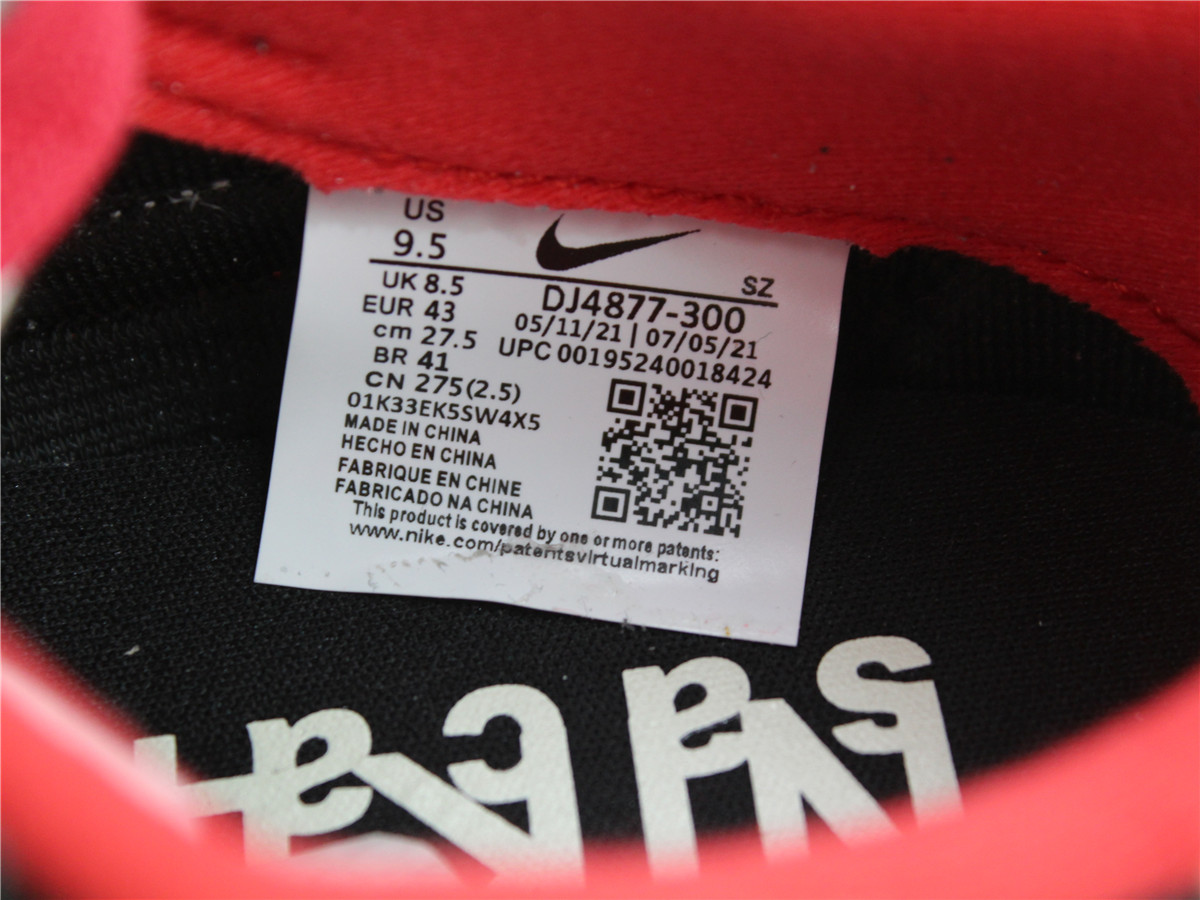 US
9.5
SZ
UK 8.5
EUR 43
cm 27.5
BR 41
CN 275(2.5)
DJ4877-300
05/11/21 | 07/05/21
UPC 00195240018424
01K33EK5SW4X5
MADE IN CHINA
HECHO EN CHINA
FABRIQUE EN CHINE
FABRICADO NA CHINA
This product is covered by one or more patents:
www.nike.com/patentsvirtualmarking